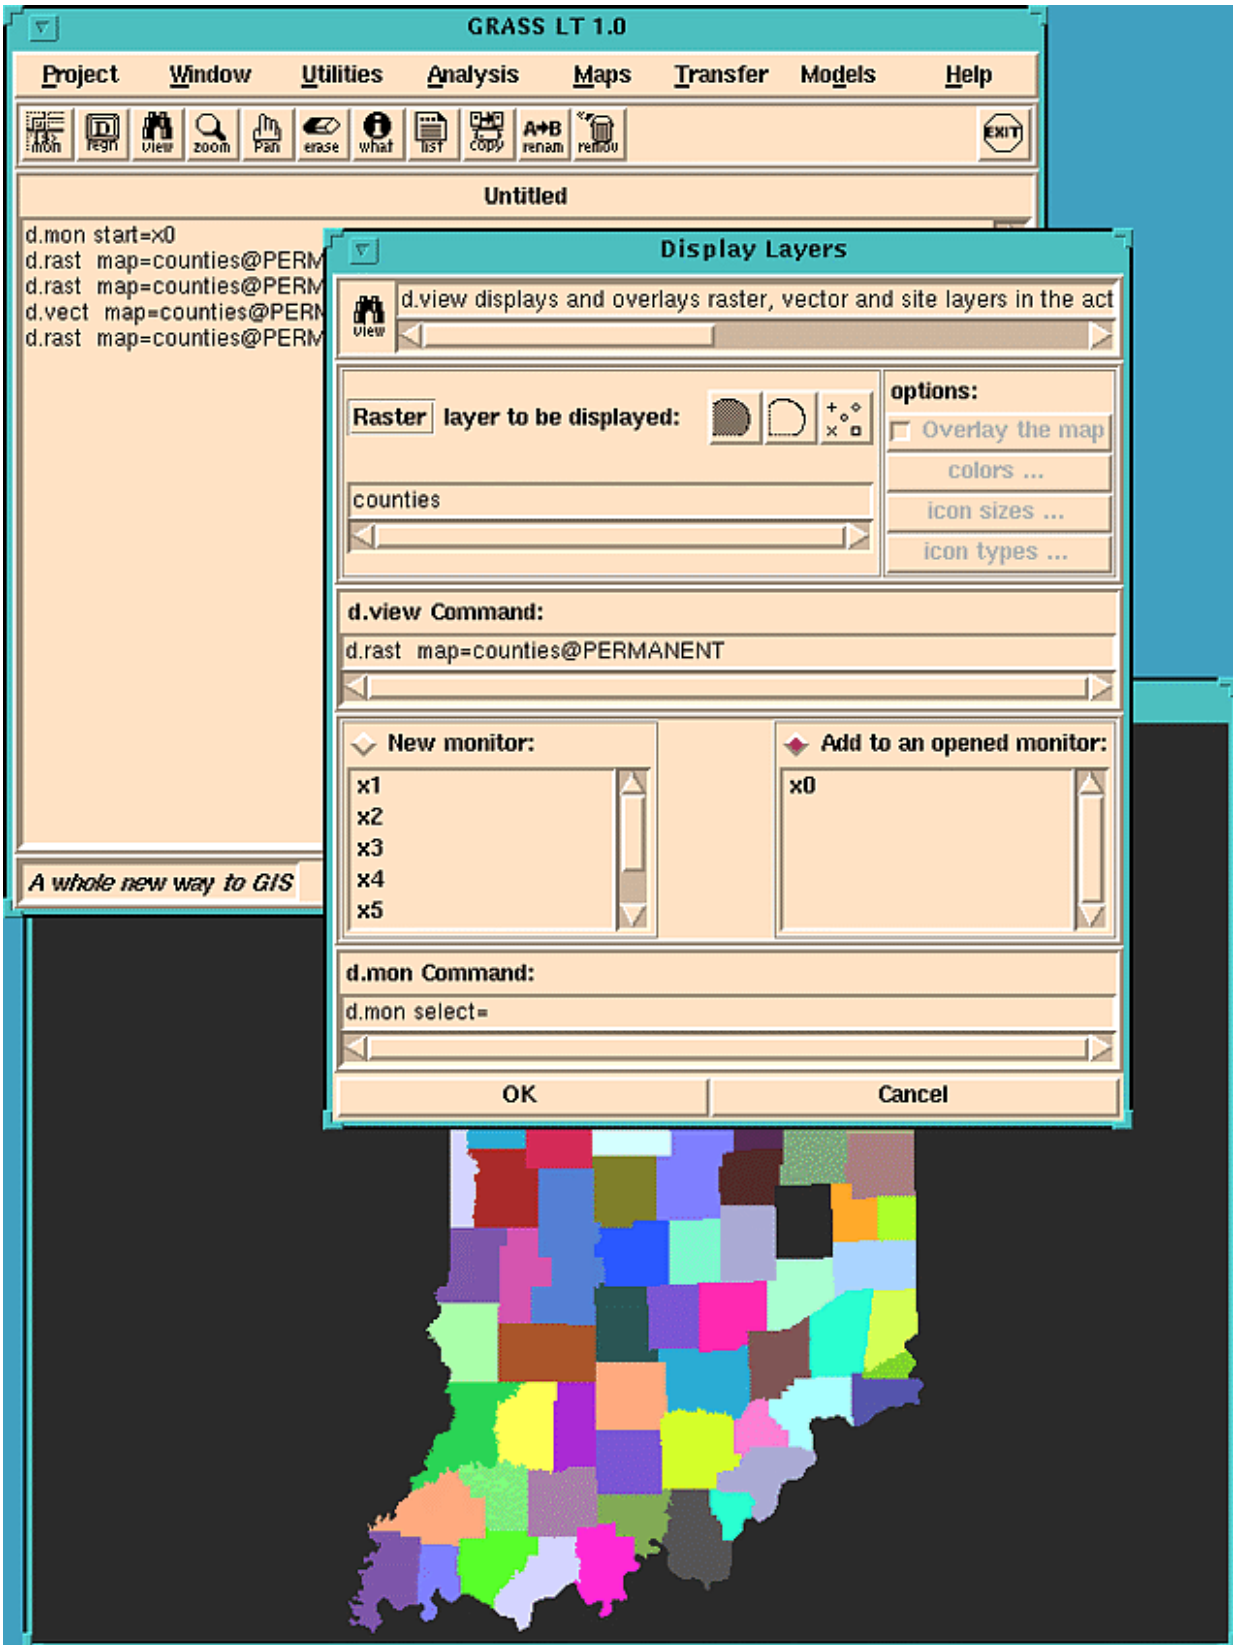 GRASS LT 1.0
Project Window Utilities Analysis Maps Transfer Models Help
mon regn view zoom Pan erase what list copy A→B renam remov EXIT
Untitled
d.mon start=x0
d.rast map=counties@PERM
d.rast map=counties@PERM
d.vect map=counties@PERM
d.rast map=counties@PERM
A whole new way to GIS
Display Layers
view
d.view displays and overlays raster, vector and site layers in the act
Raster layer to be displayed:
counties
options:
Overlay the map
colors ...
icon sizes ...
icon types ...
d.view Command:
d.rast map=counties@PERMANENT
New monitor:
x1
x2
x3
x4
x5
Add to an opened monitor:
x0
d.mon Command:
d.mon select=
OK Cancel